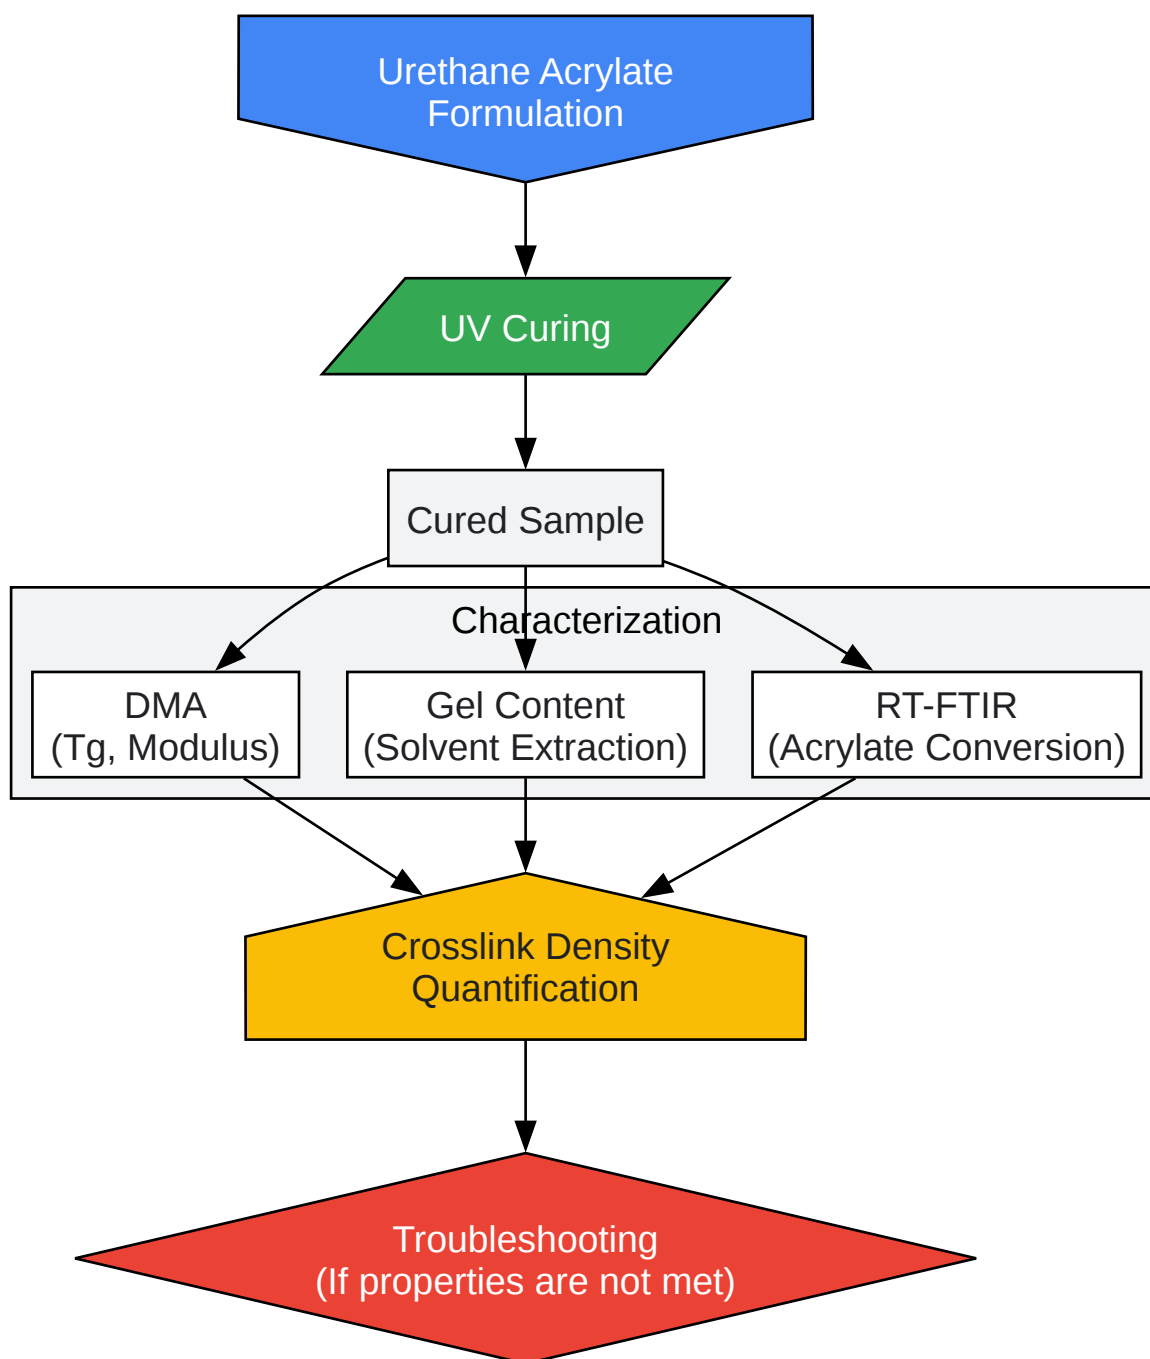 Urethane Acrylate
Formulation
UV Curing
Cured Sample
Characterization
DMA
(Tg, Modulus)
Gel Content
(Solvent Extraction)
RT-FTIR
(Acrylate Conversion)
Crosslink Density
Quantification
Troubleshooting
(If properties are not met)